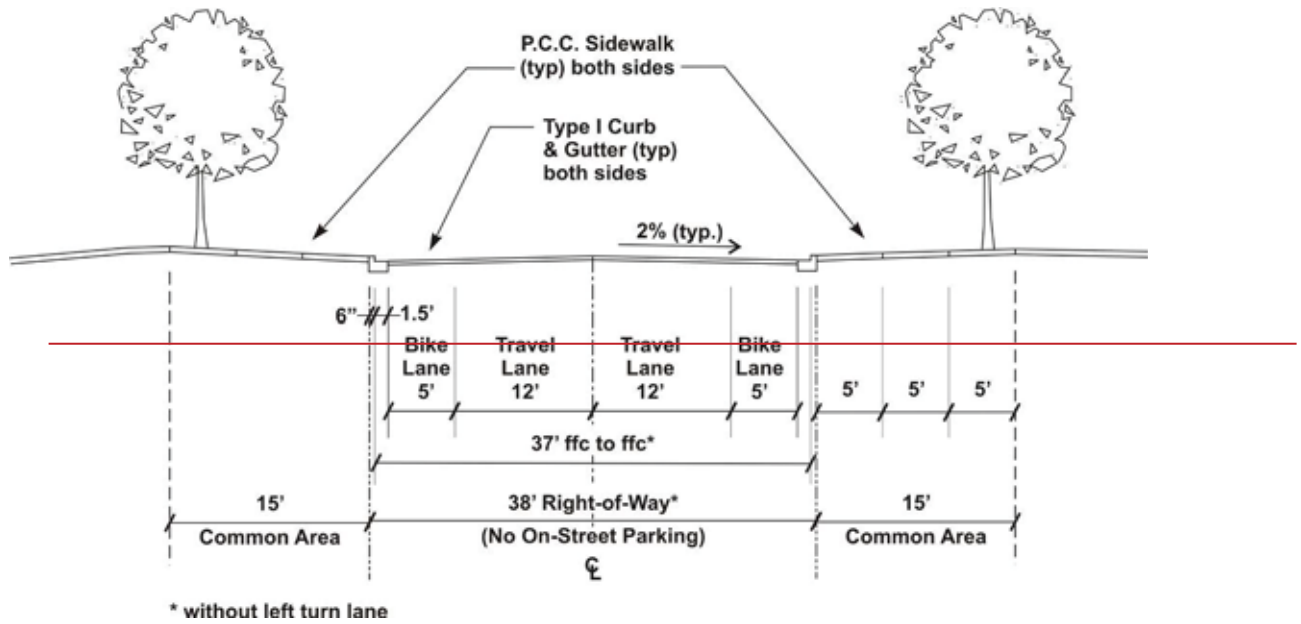 P.C.C. Sidewalk
(typ) both sides
Type I Curb
& Gutter (typ)
both sides
2% (typ.)
6”
1.5’
Bike
Lane
5’
Travel
Lane
12’
Travel
Lane
12’
Bike
Lane
5’
5’
5’
5’
37’ ffc to ffc*
15’
Common Area
38’ Right-of-Way*
(No On-Street Parking)
℄
15’
Common Area
* without left turn lane